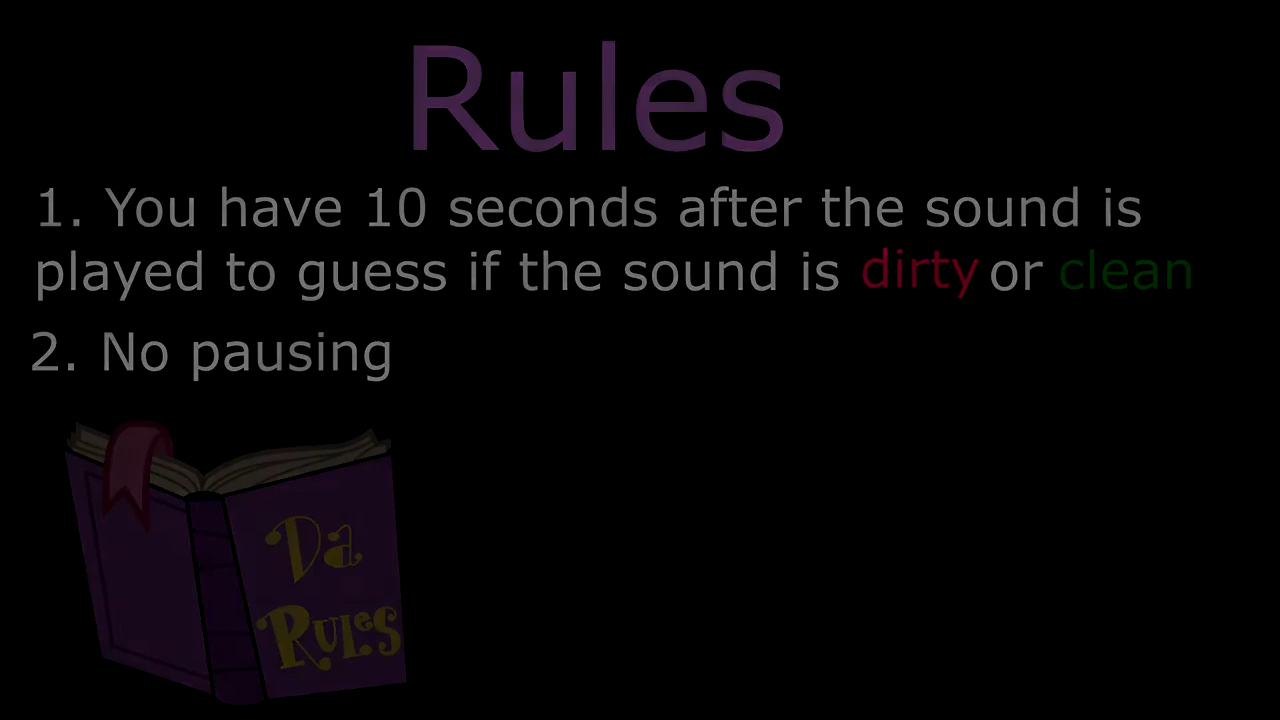 Rules
1. You have 10 seconds after the sound is
played to guess if the sound is dirty or clean
2. No pausing
Da
Rules